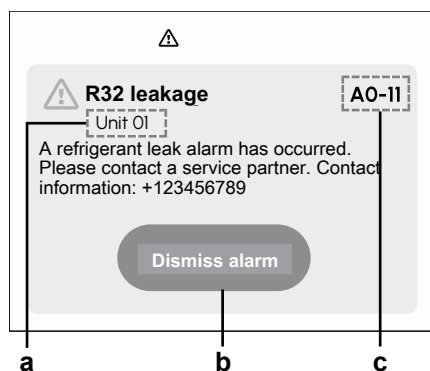 R32 leakage
A0-11
Unit 01
A refrigerant leak alarm has occurred.
Please contact a service partner. Contact
information: +123456789
Dismiss alarm
a
b
c